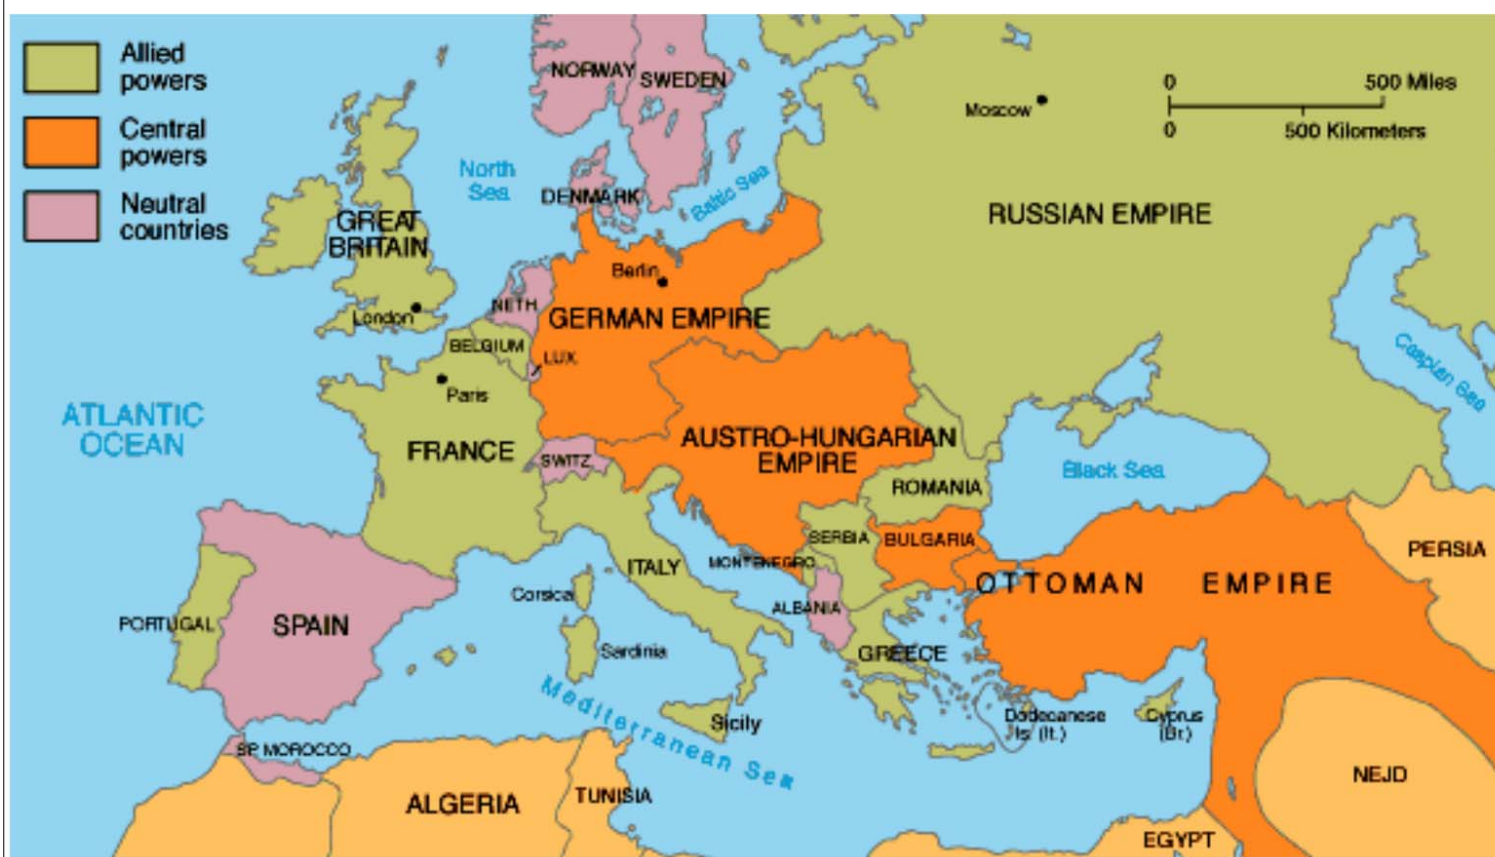 Allied
powers
Central
powers
Neutral
countries
0
500 Miles
0
500 Kilometers
NORWAY
SWEDEN
Moscow
North
Sea
DENMARK
Baltic Sea
RUSSIAN EMPIRE
GREAT
BRITAIN
Berlin
NETH
London
GERMAN EMPIRE
BELGIUM
LUX
Paris
Caspian Sea
ATLANTIC
OCEAN
FRANCE
SWITZ
AUSTRO-HUNGARIAN
EMPIRE
Black Sea
ROMANIA
SERBIA
BULGARIA
PERSIA
MONTENEGRO
ITALY
OTTOMAN EMPIRE
Corsica
ALBANIA
PORTUGAL
SPAIN
Sardinia
GREECE
Mediterranean Sea
Sicily
Dodecanese
Is. (It.)
Cyprus
(Br.)
SP. MOROCCO
NEJD
ALGERIA
TUNISIA
EGYPT